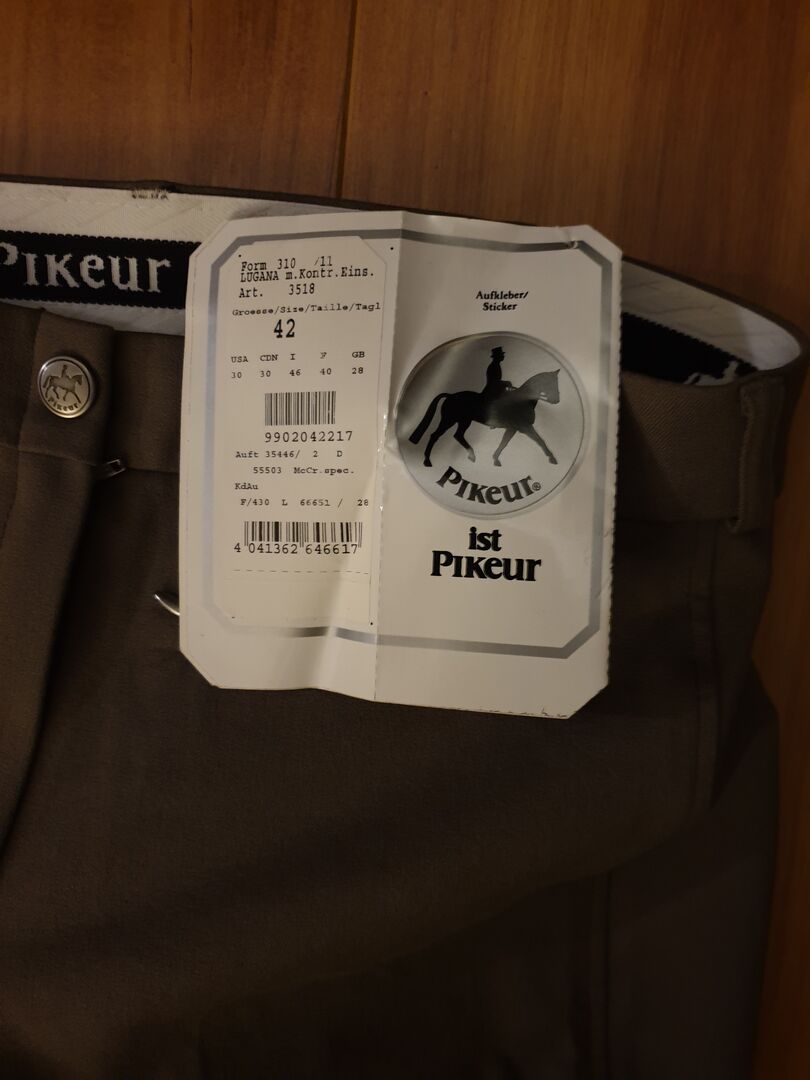 Pikeur
Pikeur
Form 310 /11
LUGANA m.Kontr.Eins.
Art. 3518
Groesse/Size/Taille/Tagl
42
USA CDN I F GB
30 30 46 40 28
9902042217
Auft 35446/ 2 D
55503 McCr.spec.
KdAu
F/430 L 66651 / 28
4 041362 646617
Aufkleber/
Sticker
Pikeur®
ist
Pikeur